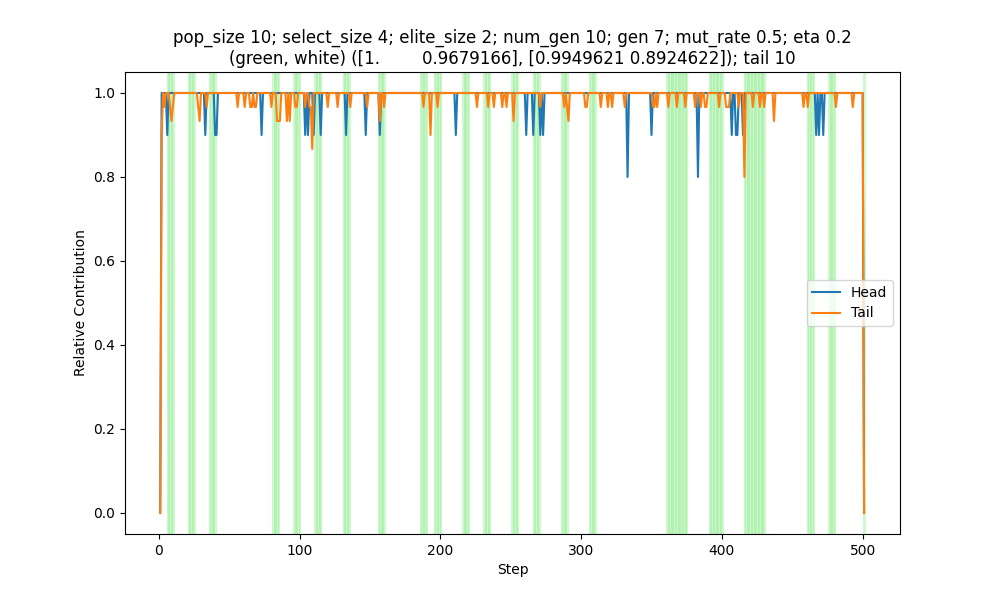 pop_size 10; select_size 4; elite_size 2; num_gen 10; gen 7; mut_rate 0.5; eta 0.2
(green, white) ([1.        0.9679166], [0.9949621 0.8924622]); tail 10
1.0
0.8
0.6
0.4
0.2
0.0
Relative Contribution
Head
Tail
0
100
200
300
400
500
Step